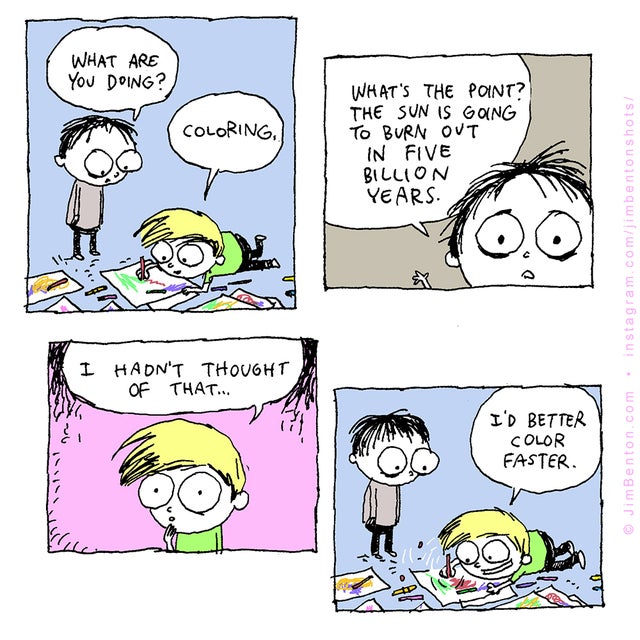 WHAT ARE
YOU DOING?
COLORING.
WHAT'S THE POINT?
THE SUN IS GOING
TO BURN OUT
IN FIVE
BILLION
YEARS.
I HADN'T THOUGHT
OF THAT...
I'D BETTER
COLOR
FASTER.
© JimBenton.com • instagram.com/jimbentonshots/